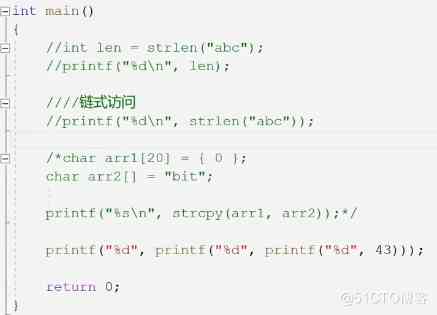 int main()
{
//int len = strlen("abc");
//printf("%d\n", len);
////链式访问
//printf("%d\n", strlen("abc"));
/*char arr1[20] = { 0 };
char arr2[] = "bit";
printf("%s\n", strcpy(arr1, arr2));*/
printf("%d", printf("%d", printf("%d", 43)));
return 0;
}
@51CTO博客